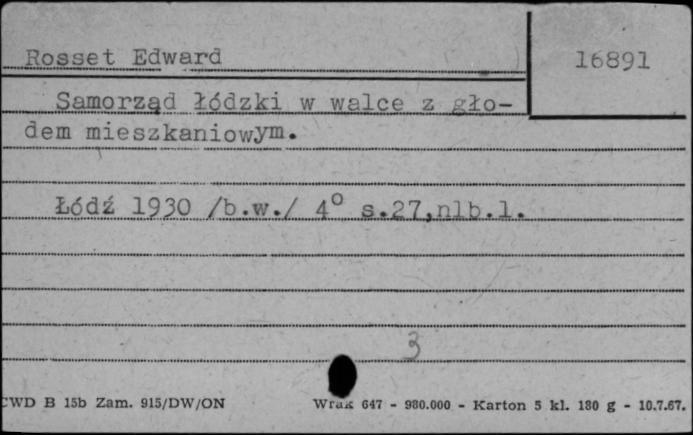 Rosset Edward
16891
Samorząd łódzki w walce z gło-
dem mieszkaniowym.
Łódź 1930 /b.w./ 4° s.27,nlb.1.
3
CWD B 15b Zam. 915/DW/ON Wrak 647 - 980.000 - Karton 5 kl. 180 g - 10.7.67.